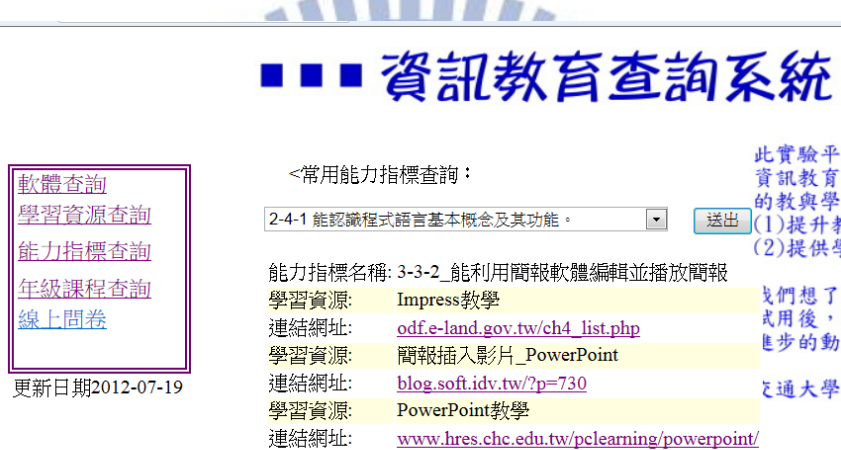 ■■■ 資訊教育查詢系統
軟體查詢
學習資源查詢
能力指標查詢
年級課程查詢
線上問卷
更新日期2012-07-19
<常用能力指標查詢：
2-4-1 能認識程式語言基本概念及其功能。
送出
能力指標名稱: 3-3-2_能利用簡報軟體編輯並播放簡報
學習資源: Impress教學
連結網址: odf.e-land.gov.tw/ch4_list.php
學習資源: 簡報插入影片_PowerPoint
連結網址: blog.soft.idv.tw/?p=730
學習資源: PowerPoint教學
連結網址: www.hres.chc.edu.tw/pclearning/powerpoint/
此實驗平
資訊教育
的教與學
(1)提升教
(2)提供學
我們想了
試用後，
進步的動
交通大學